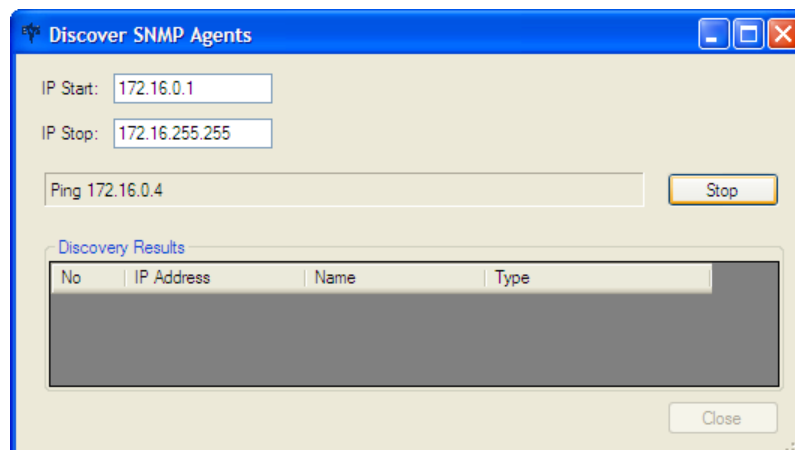 Discover SNMP Agents
IP Start: 172.16.0.1
IP Stop: 172.16.255.255
Ping 172.16.0.4 Stop
Discovery Results
No IP Address Name Type
Close